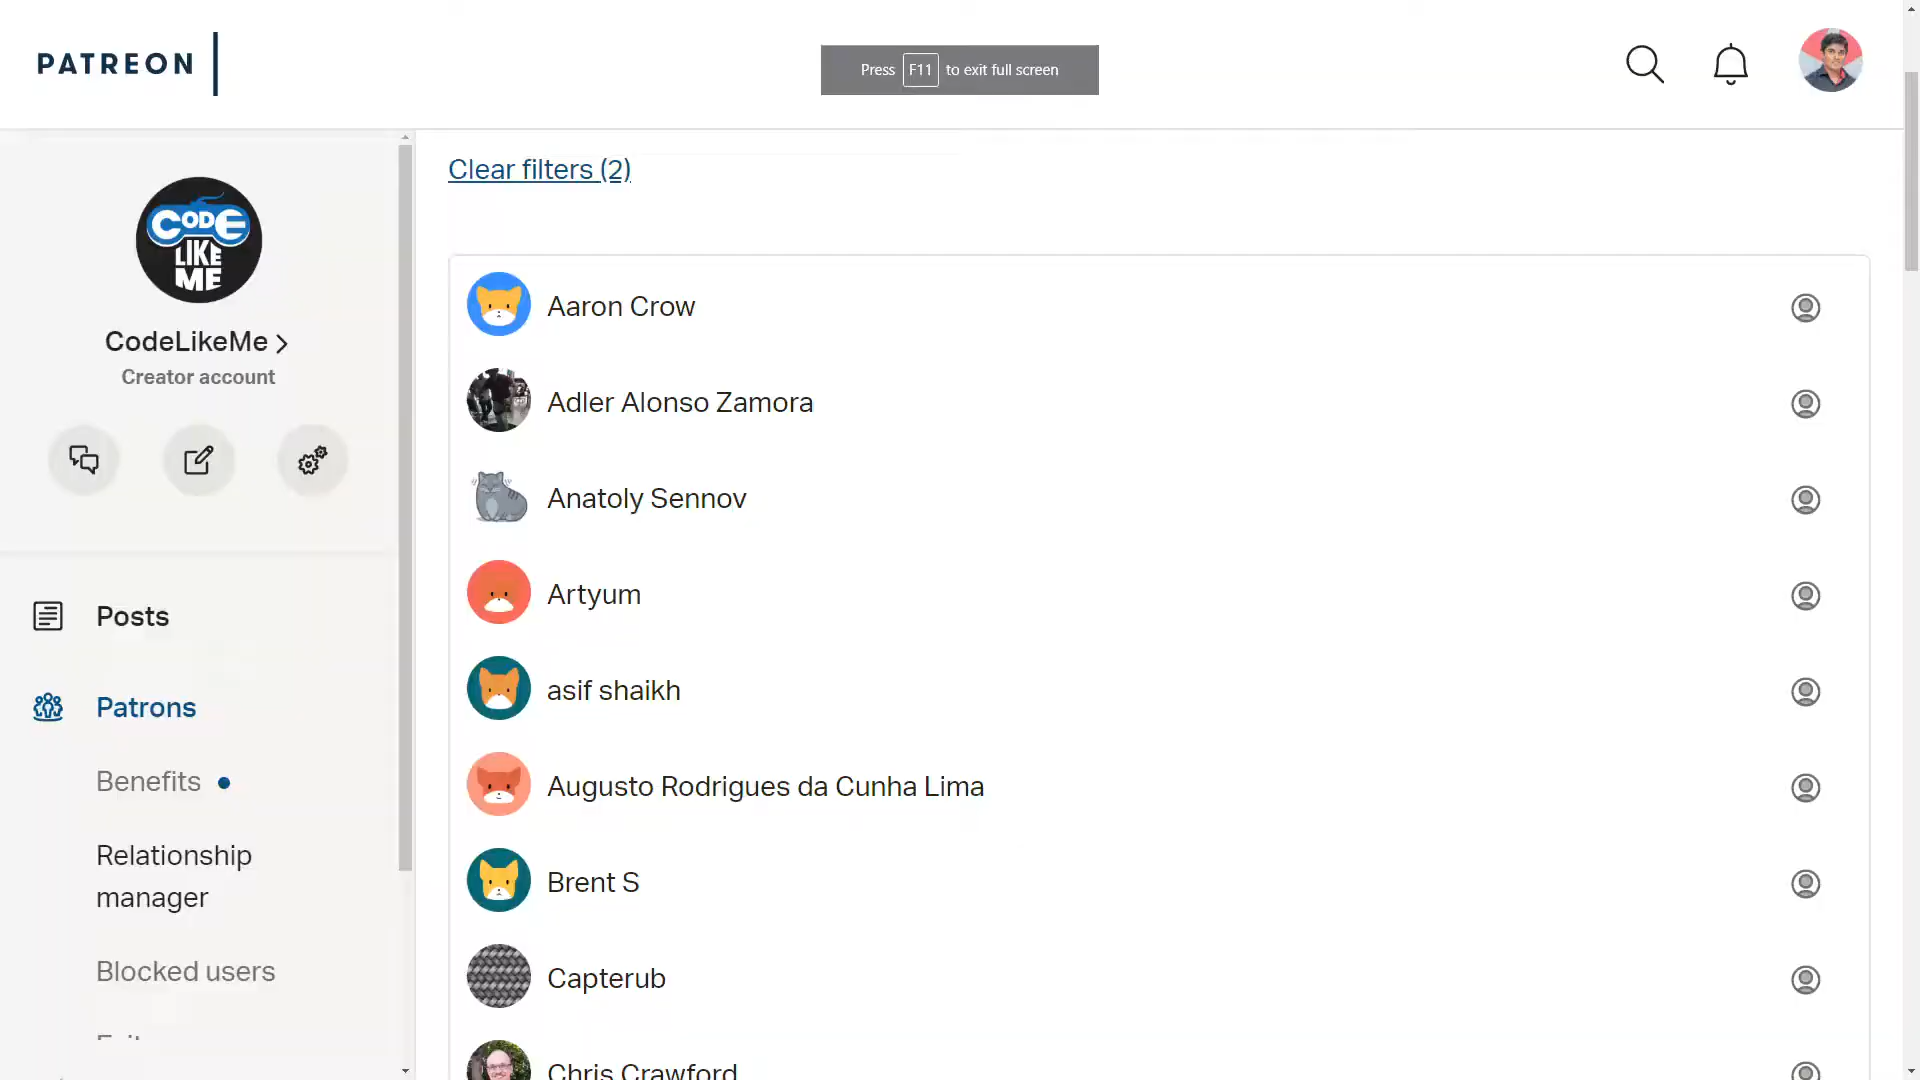 PATREON
Press F11 to exit full screen
CODE
LIKE
ME
CodeLikeMe
Creator account
Posts
Patrons
Benefits
Relationship
manager
Blocked users
Clear filters (2)
Aaron Crow
Adler Alonso Zamora
Anatoly Sennov
Artyum
asif shaikh
Augusto Rodrigues da Cunha Lima
Brent S
Capterub
Chris Crawford